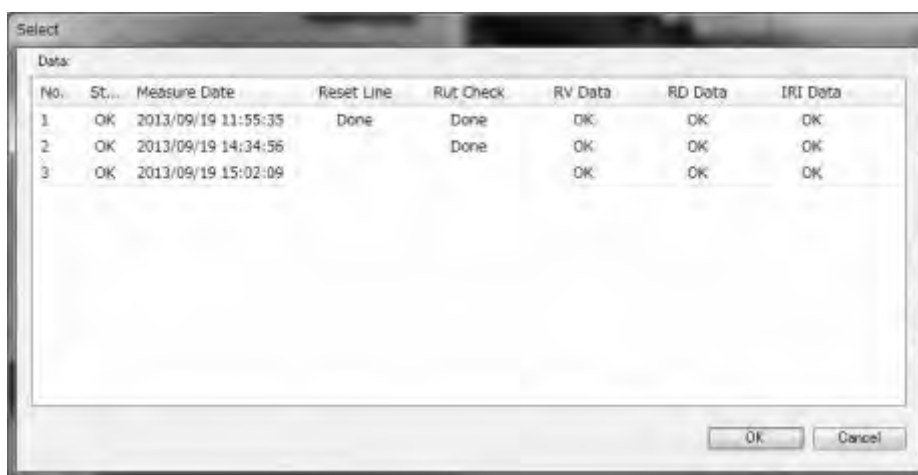 Select
Data:
No. St... Measure Date Reset Line Rut Check RV Data RD Data IRI Data
1 OK 2013/09/19 11:55:35 Done Done OK OK OK
2 OK 2013/09/19 14:34:56 Done OK OK OK
3 OK 2013/09/19 15:02:09 OK OK OK
OK Cancel